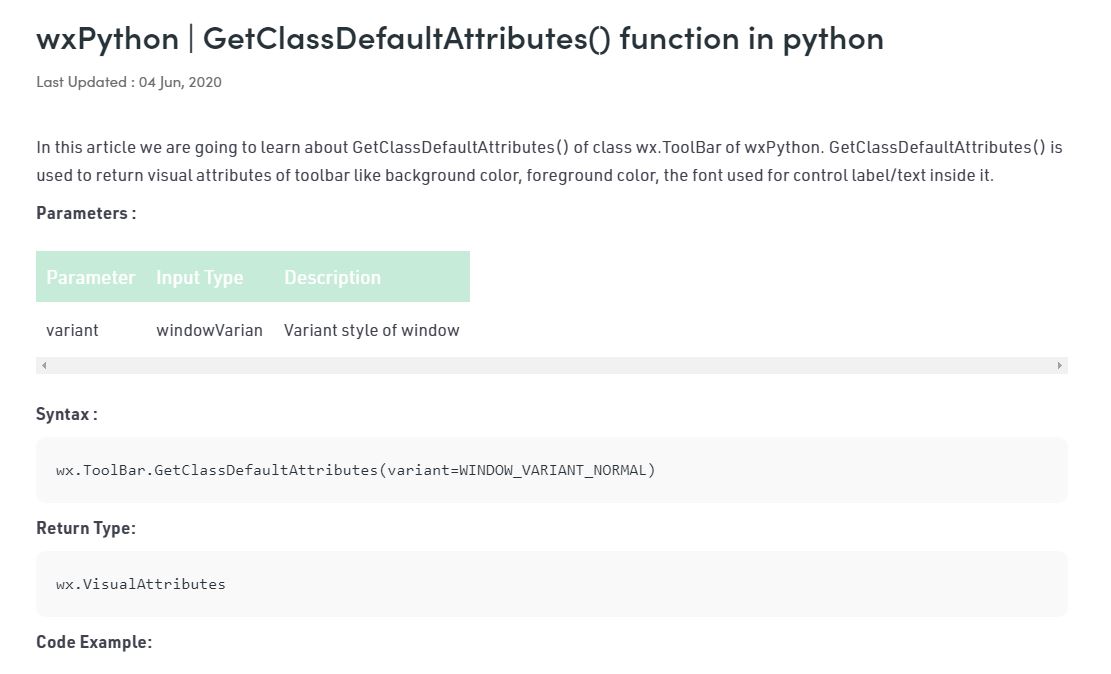 wxPython | GetClassDefaultAttributes() function in python
Last Updated : 04 Jun, 2020
In this article we are going to learn about GetClassDefaultAttributes() of class wx.ToolBar of wxPython. GetClassDefaultAttributes() is
used to return visual attributes of toolbar like background color, foreground color, the font used for control label/text inside it.
Parameters :
Parameter Input Type Description
variant windowVarian Variant style of window
Syntax :
wx.ToolBar.GetClassDefaultAttributes(variant=WINDOW_VARIANT_NORMAL)
Return Type:
wx.VisualAttributes
Code Example: